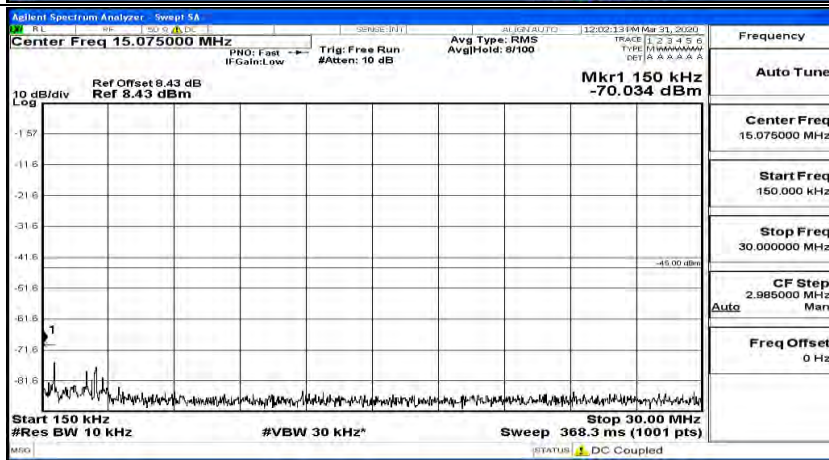 Agilent Spectrum Analyzer - Swept SA
RL RF 50 Ω DC SENSE:INT ALIGN AUTO 12:02:13 PM Mar 31, 2020
Center Freq 15.075000 MHz
PNO: Fast
IFGain:Low
Trig: Free Run
#Atten: 10 dB
Avg Type: RMS
Avg|Hold: 8/100
TRACE 1 2 3 4 5 6
TYPE MWWWWW
DET A A A A A A
Ref Offset 8.43 dB
10 dB/div Ref 8.43 dBm
Log
Mkr1 150 kHz
-70.034 dBm
-1.57
-11.6
-21.6
-31.6
-41.6
-45.00 dBm
-51.6
-61.6
1
-71.6
-81.6
Start 150 kHz
Stop 30.00 MHz
#Res BW 10 kHz
#VBW 30 kHz*
Sweep 368.3 ms (1001 pts)
MSG
STATUS DC Coupled
Frequency
Auto Tune
Center Freq
15.075000 MHz
Start Freq
150.000 kHz
Stop Freq
30.000000 MHz
CF Step
2.985000 MHz
Auto Man
Freq Offset
0 Hz